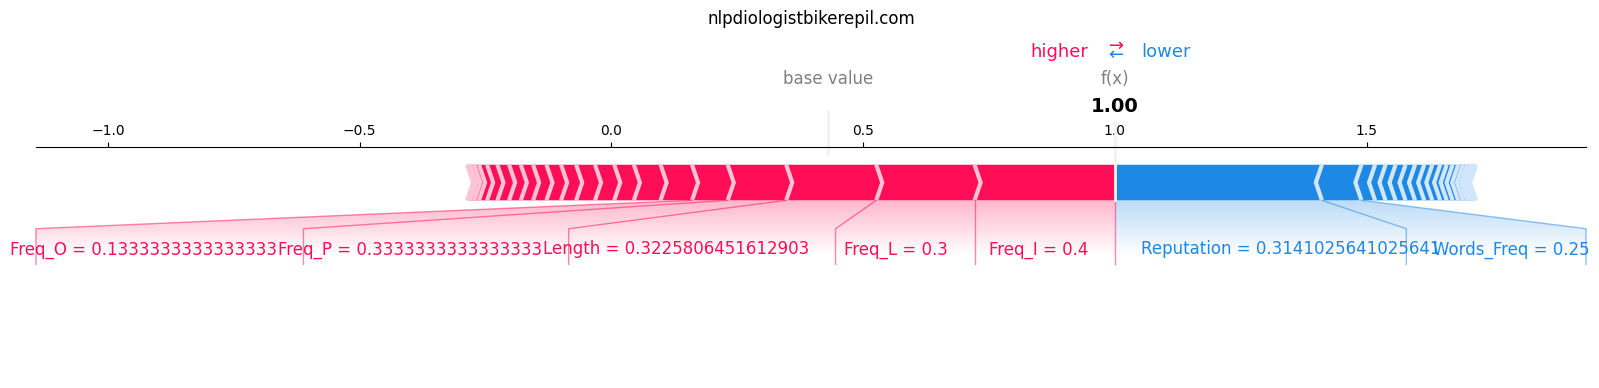 nlpdiologistbikerepil.com
higher ⇄ lower
base value f(x)
1.00
−1.0 −0.5 0.0 0.5 1.0 1.5
Freq_O = 0.13333333333333333 Freq_P = 0.3333333333333333 Length = 0.3225806451612903 Freq_L = 0.3 Freq_I = 0.4 Reputation = 0.3141025641025641 Words_Freq = 0.25